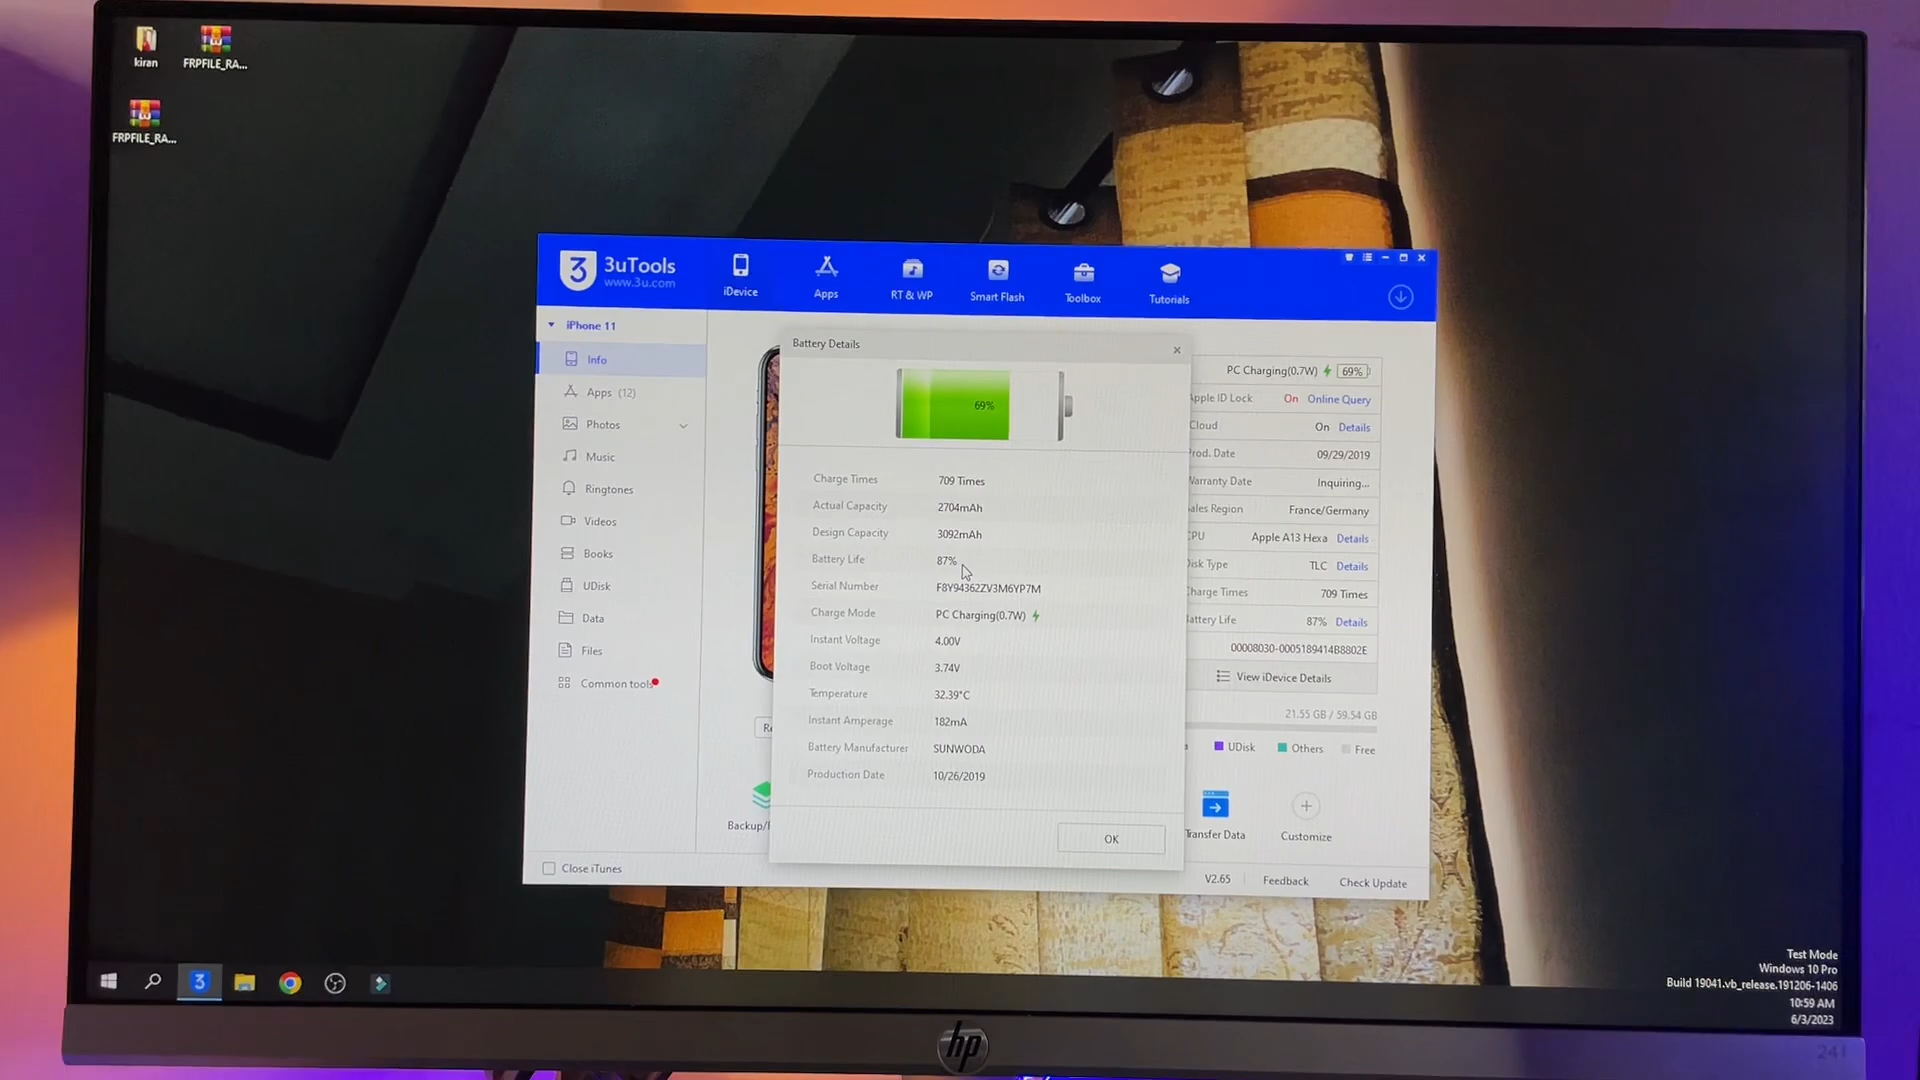 kiran
FRPFILE_RA...
FRPFILE_RA...
3 3uTools
www.3u.com
iDevice
Apps
RT & WP
Smart Flash
Toolbox
Tutorials
iPhone 11
Info
Apps (12)
Photos
Music
Ringtones
Videos
Books
UDisk
Data
Files
Common tools
Close iTunes
Battery Details
69%
Charge Times 709 Times
Actual Capacity 2704mAh
Design Capacity 3092mAh
Battery Life 87%
Serial Number F8Y94362ZV3M6YP7M
Charge Mode PC Charging(0.7W)
Instant Voltage 4.00V
Boot Voltage 3.74V
Temperature 32.39°C
Instant Amperage 182mA
Battery Manufacturer SUNWODA
Production Date 10/26/2019
OK
PC Charging(0.7W) 69%
Apple ID Lock On Online Query
Cloud On Details
Prod. Date 09/29/2019
Warranty Date Inquiring...
Sales Region France/Germany
CPU Apple A13 Hexa Details
Disk Type TLC Details
Charge Times 709 Times
Battery Life 87% Details
00008030-0005189414B8802E
View iDevice Details
21.55 GB / 59.54 GB
UDisk Others Free
Re
Backup/
Transfer Data
Customize
V2.65 Feedback Check Update
3
Test Mode
Windows 10 Pro
Build 19041.vb_release.191206-1406
10:59 AM
6/3/2023
hp